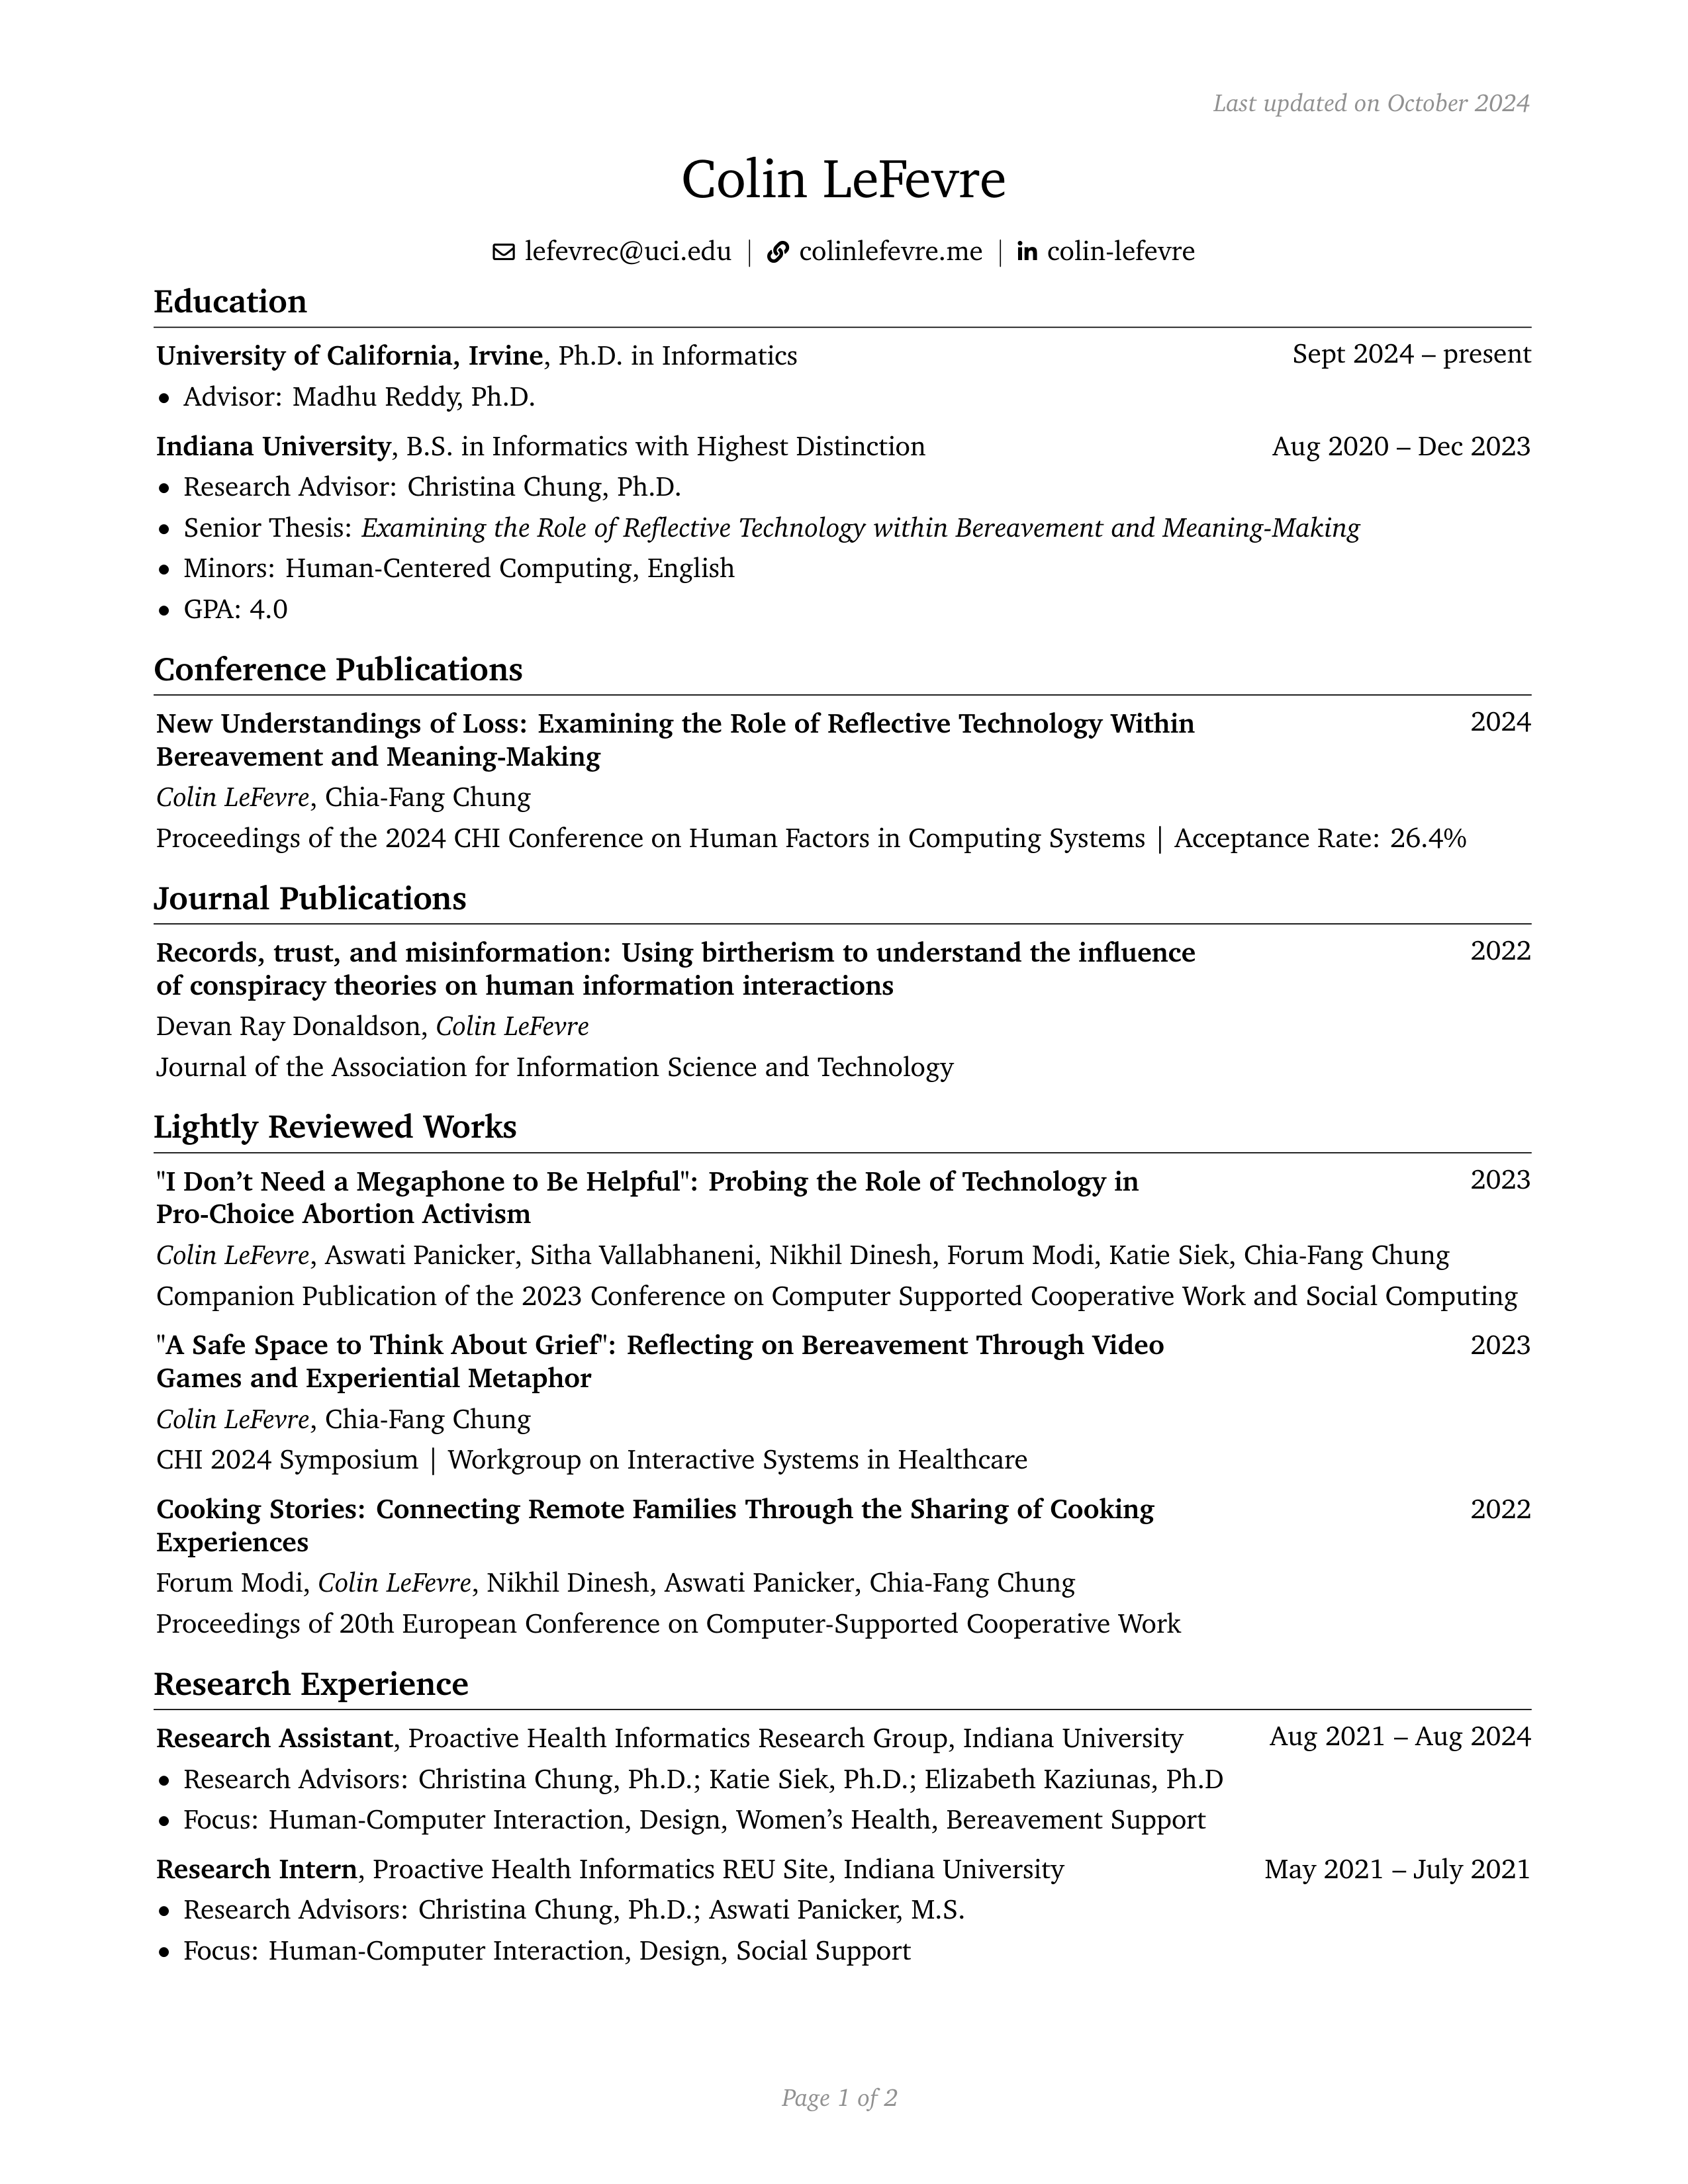 Last updated on October 2024
Colin LeFevre
lefevrec@uci.edu | colinlefevre.me | in colin-lefevre
Education
University of California, Irvine, Ph.D. in Informatics Sept 2024 – present
• Advisor: Madhu Reddy, Ph.D.
Indiana University, B.S. in Informatics with Highest Distinction Aug 2020 – Dec 2023
• Research Advisor: Christina Chung, Ph.D.
• Senior Thesis: Examining the Role of Reflective Technology within Bereavement and Meaning-Making
• Minors: Human-Centered Computing, English
• GPA: 4.0
Conference Publications
New Understandings of Loss: Examining the Role of Reflective Technology Within 2024
Bereavement and Meaning-Making
Colin LeFevre, Chia-Fang Chung
Proceedings of the 2024 CHI Conference on Human Factors in Computing Systems | Acceptance Rate: 26.4%
Journal Publications
Records, trust, and misinformation: Using birtherism to understand the influence 2022
of conspiracy theories on human information interactions
Devan Ray Donaldson, Colin LeFevre
Journal of the Association for Information Science and Technology
Lightly Reviewed Works
"I Don’t Need a Megaphone to Be Helpful": Probing the Role of Technology in 2023
Pro-Choice Abortion Activism
Colin LeFevre, Aswati Panicker, Sitha Vallabhaneni, Nikhil Dinesh, Forum Modi, Katie Siek, Chia-Fang Chung
Companion Publication of the 2023 Conference on Computer Supported Cooperative Work and Social Computing
"A Safe Space to Think About Grief": Reflecting on Bereavement Through Video 2023
Games and Experiential Metaphor
Colin LeFevre, Chia-Fang Chung
CHI 2024 Symposium | Workgroup on Interactive Systems in Healthcare
Cooking Stories: Connecting Remote Families Through the Sharing of Cooking 2022
Experiences
Forum Modi, Colin LeFevre, Nikhil Dinesh, Aswati Panicker, Chia-Fang Chung
Proceedings of 20th European Conference on Computer-Supported Cooperative Work
Research Experience
Research Assistant, Proactive Health Informatics Research Group, Indiana University Aug 2021 – Aug 2024
• Research Advisors: Christina Chung, Ph.D.; Katie Siek, Ph.D.; Elizabeth Kaziunas, Ph.D
• Focus: Human-Computer Interaction, Design, Women’s Health, Bereavement Support
Research Intern, Proactive Health Informatics REU Site, Indiana University May 2021 – July 2021
• Research Advisors: Christina Chung, Ph.D.; Aswati Panicker, M.S.
• Focus: Human-Computer Interaction, Design, Social Support
Page 1 of 2